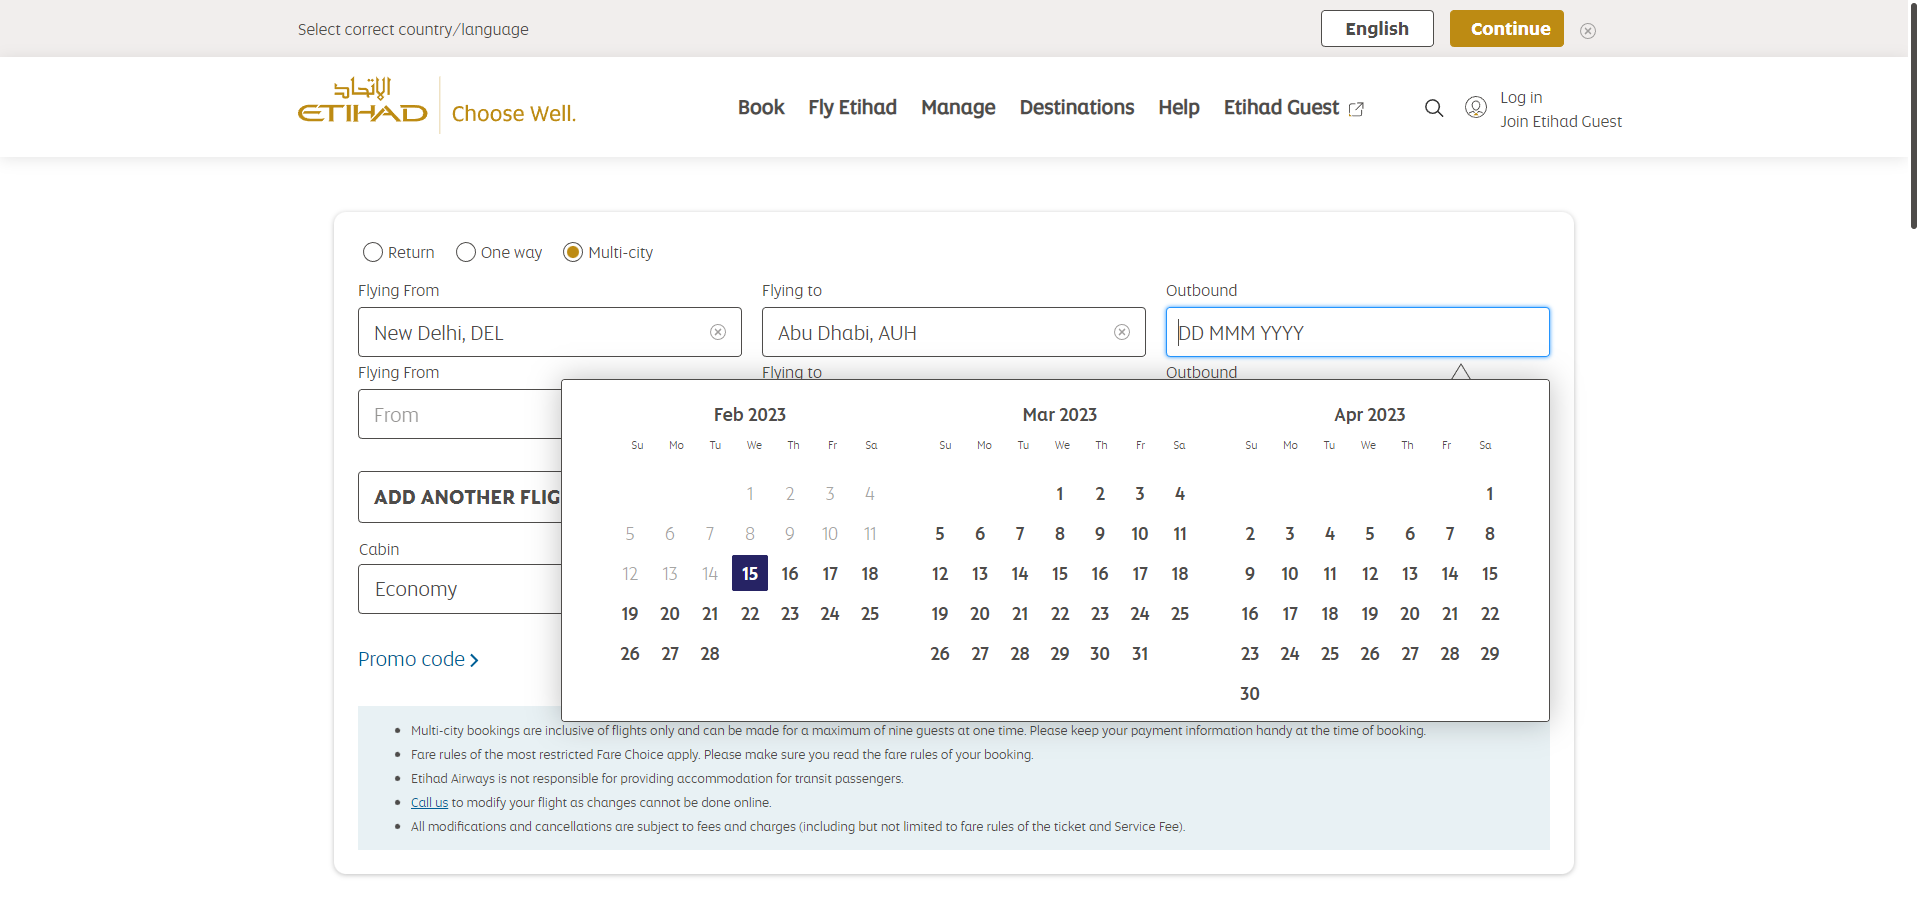 Select correct country/language
English
Continue
الإتحاد
ETIHAD
Choose Well.
Book
Fly Etihad
Manage
Destinations
Help
Etihad Guest
Log in
Join Etihad Guest
Return
One way
Multi-city
Flying From
Flying to
Outbound
New Delhi, DEL
Abu Dhabi, AUH
DD MMM YYYY
Flying From
Flying to
Outbound
From
ADD ANOTHER FLIG
Cabin
Economy
Promo code
Feb 2023
Su Mo Tu We Th Fr Sa
1 2 3 4
5 6 7 8 9 10 11
12 13 14 15 16 17 18
19 20 21 22 23 24 25
26 27 28
Mar 2023
Su Mo Tu We Th Fr Sa
1 2 3 4
5 6 7 8 9 10 11
12 13 14 15 16 17 18
19 20 21 22 23 24 25
26 27 28 29 30 31
Apr 2023
Su Mo Tu We Th Fr Sa
1
2 3 4 5 6 7 8
9 10 11 12 13 14 15
16 17 18 19 20 21 22
23 24 25 26 27 28 29
30
Multi-city bookings are inclusive of flights only and can be made for a maximum of nine guests at one time. Please keep your payment information handy at the time of booking.
Fare rules of the most restricted Fare Choice apply. Please make sure you read the fare rules of your booking.
Etihad Airways is not responsible for providing accommodation for transit passengers.
Call us to modify your flight as changes cannot be done online.
All modifications and cancellations are subject to fees and charges (including but not limited to fare rules of the ticket and Service Fee).